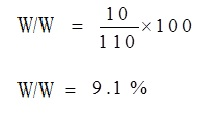 W/W = 10/110 ×100
W/W = 9.1 %